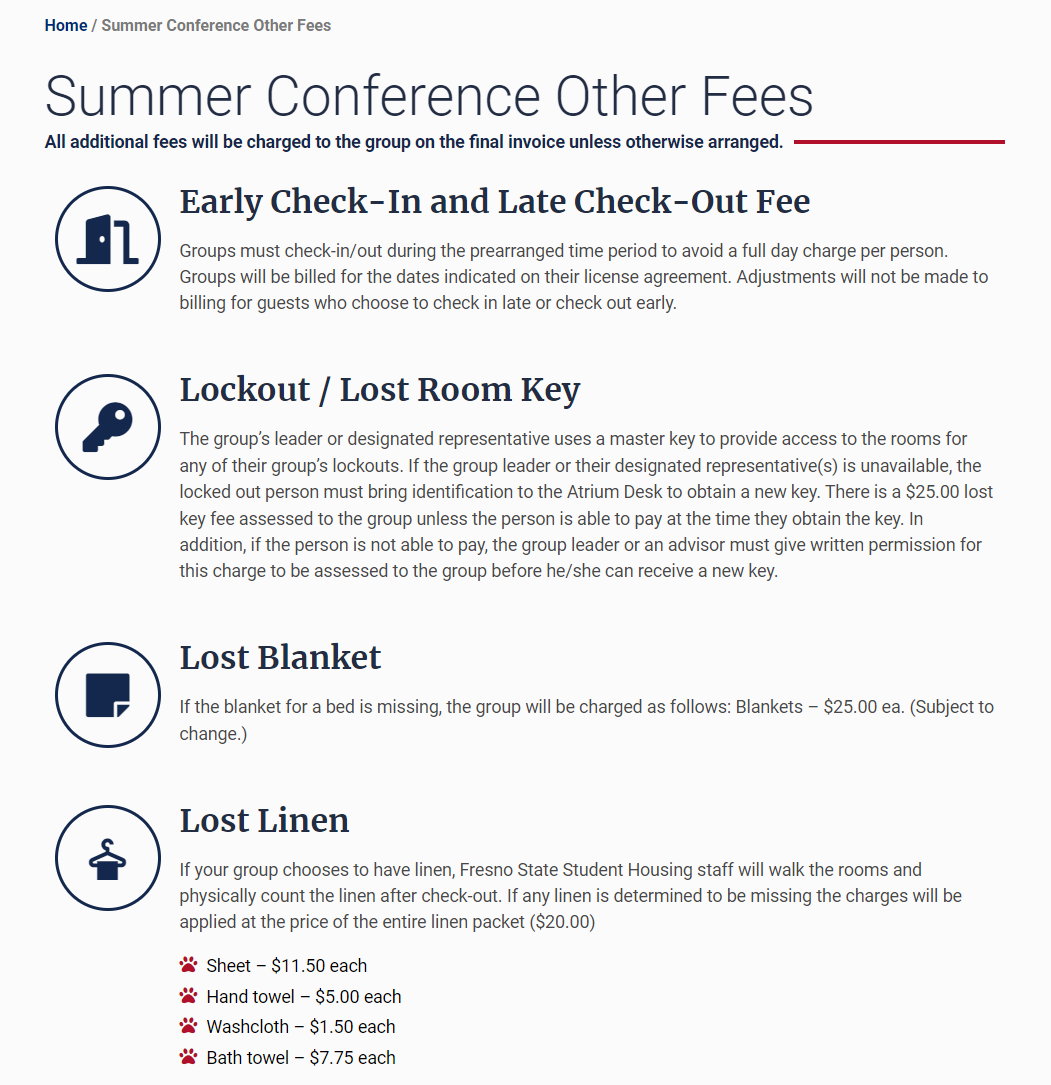 Home / Summer Conference Other Fees
Summer Conference Other Fees
All additional fees will be charged to the group on the final invoice unless otherwise arranged.
Early Check-In and Late Check-Out Fee
Groups must check-in/out during the prearranged time period to avoid a full day charge per person.
Groups will be billed for the dates indicated on their license agreement. Adjustments will not be made to
billing for guests who choose to check in late or check out early.
Lockout / Lost Room Key
The group’s leader or designated representative uses a master key to provide access to the rooms for
any of their group’s lockouts. If the group leader or their designated representative(s) is unavailable, the
locked out person must bring identification to the Atrium Desk to obtain a new key. There is a $25.00 lost
key fee assessed to the group unless the person is able to pay at the time they obtain the key. In
addition, if the person is not able to pay, the group leader or an advisor must give written permission for
this charge to be assessed to the group before he/she can receive a new key.
Lost Blanket
If the blanket for a bed is missing, the group will be charged as follows: Blankets – $25.00 ea. (Subject to
change.)
Lost Linen
If your group chooses to have linen, Fresno State Student Housing staff will walk the rooms and
physically count the linen after check-out. If any linen is determined to be missing the charges will be
applied at the price of the entire linen packet ($20.00)
Sheet – $11.50 each
Hand towel – $5.00 each
Washcloth – $1.50 each
Bath towel – $7.75 each